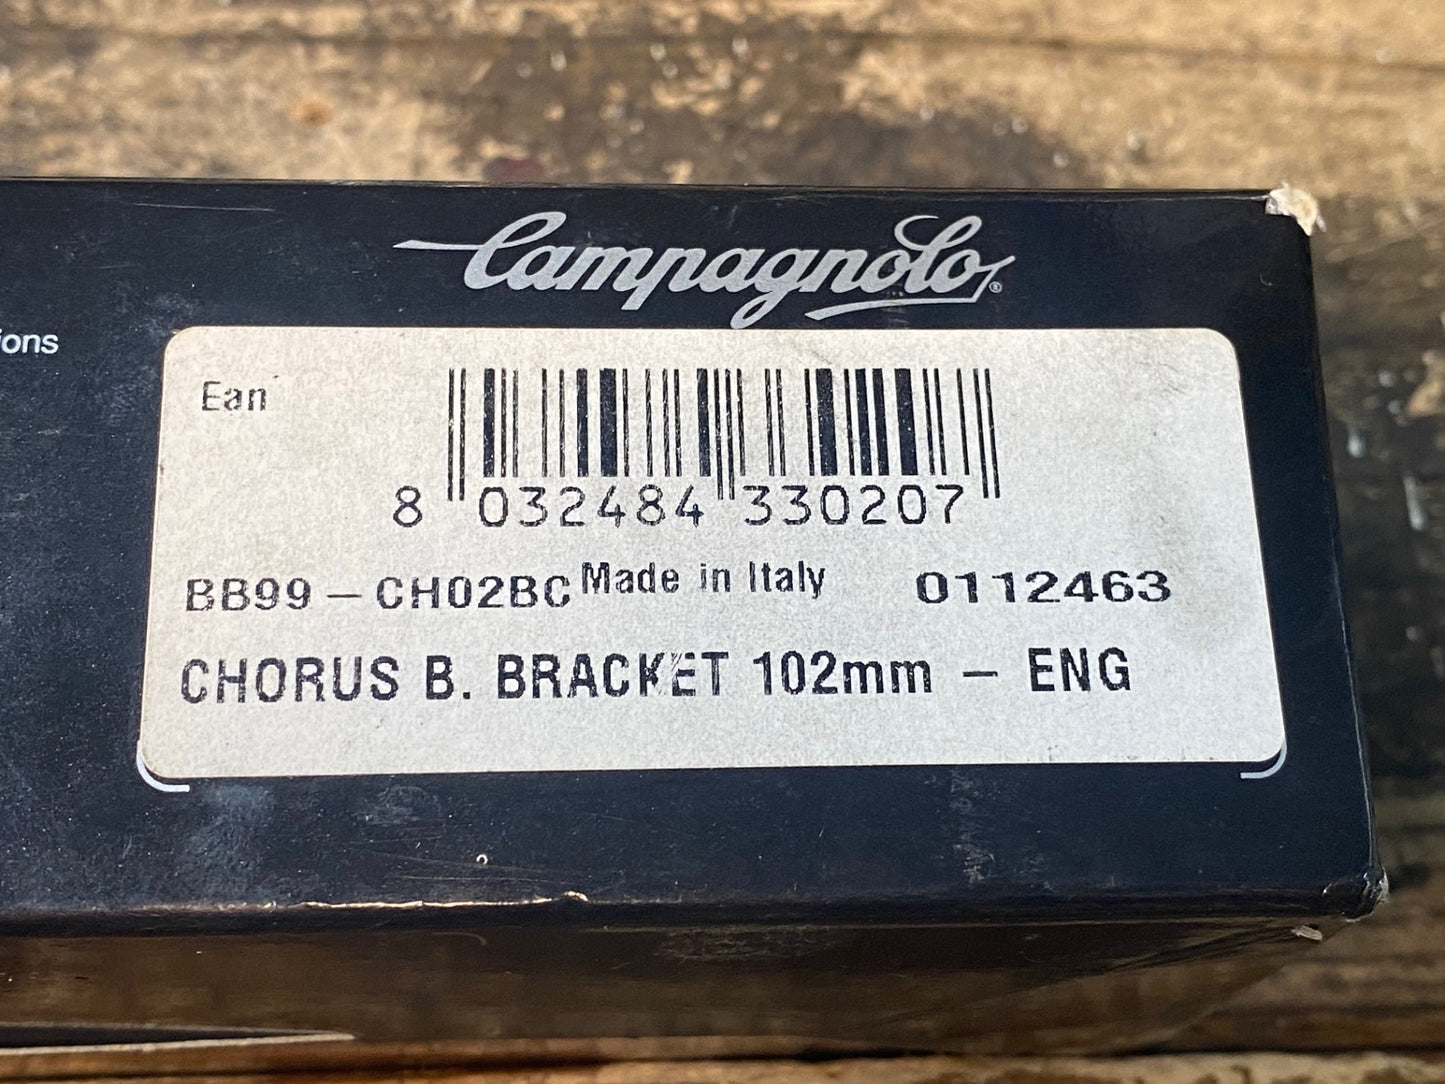 Campagnolo®
ions
Ean
8 032484 330207
BB99 - CH02BC Made in Italy 0112463
CHORUS B. BRACKET 102mm - ENG